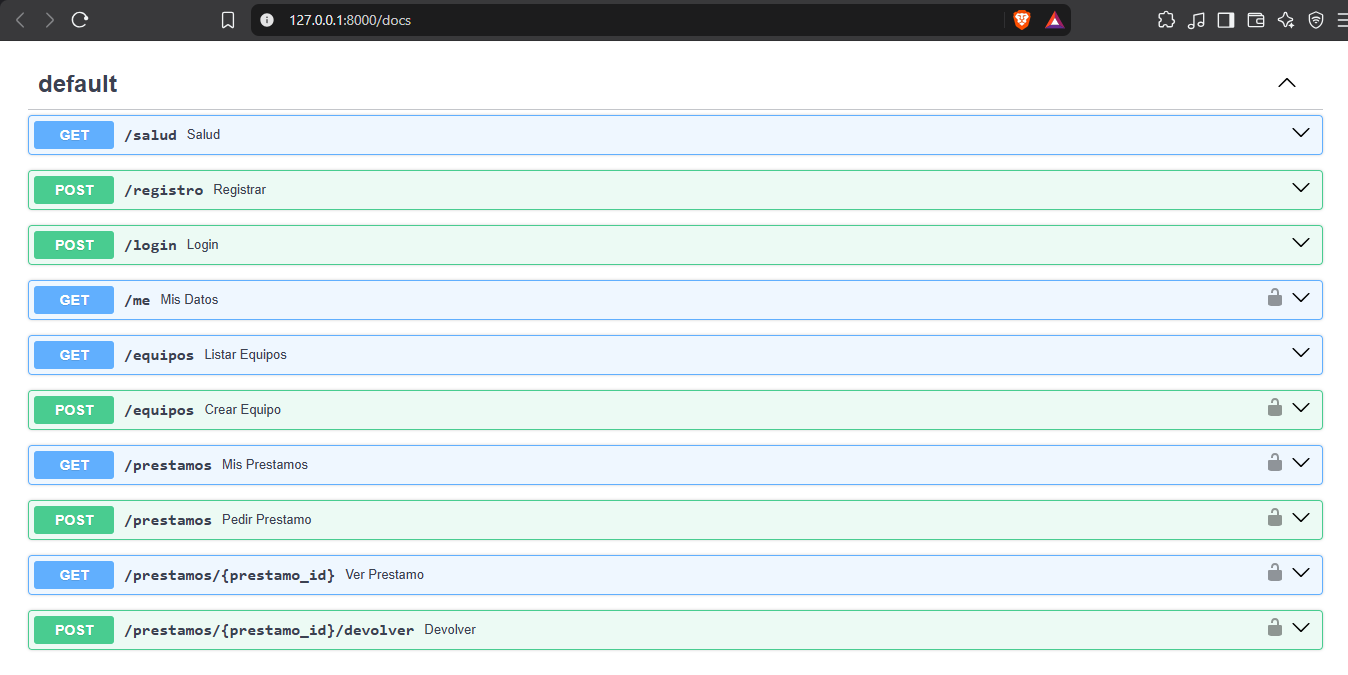 127.0.0.1:8000/docs
default
GET /salud Salud
POST /registro Registrar
POST /login Login
GET /me Mis Datos
GET /equipos Listar Equipos
POST /equipos Crear Equipo
GET /prestamos Mis Prestamos
POST /prestamos Pedir Prestamo
GET /prestamos/{prestamo_id} Ver Prestamo
POST /prestamos/{prestamo_id}/devolver Devolver